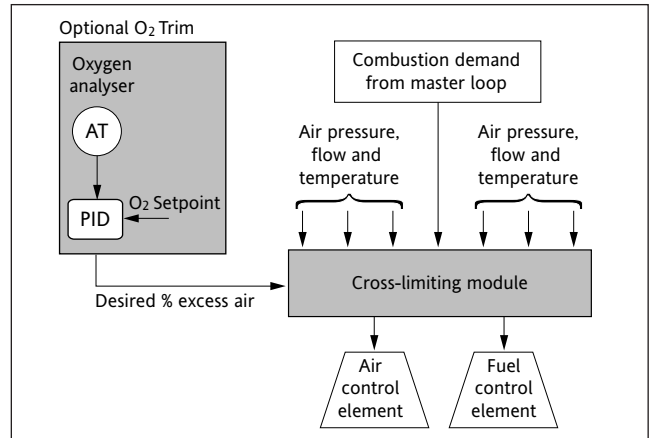 Optional O₂ Trim
Oxygen
analyser
AT
PID
O₂ Setpoint
Desired % excess air
Combustion demand
from master loop
Air pressure,
flow and
temperature
Air pressure,
flow and
temperature
Cross-limiting module
Air
control
element
Fuel
control
element